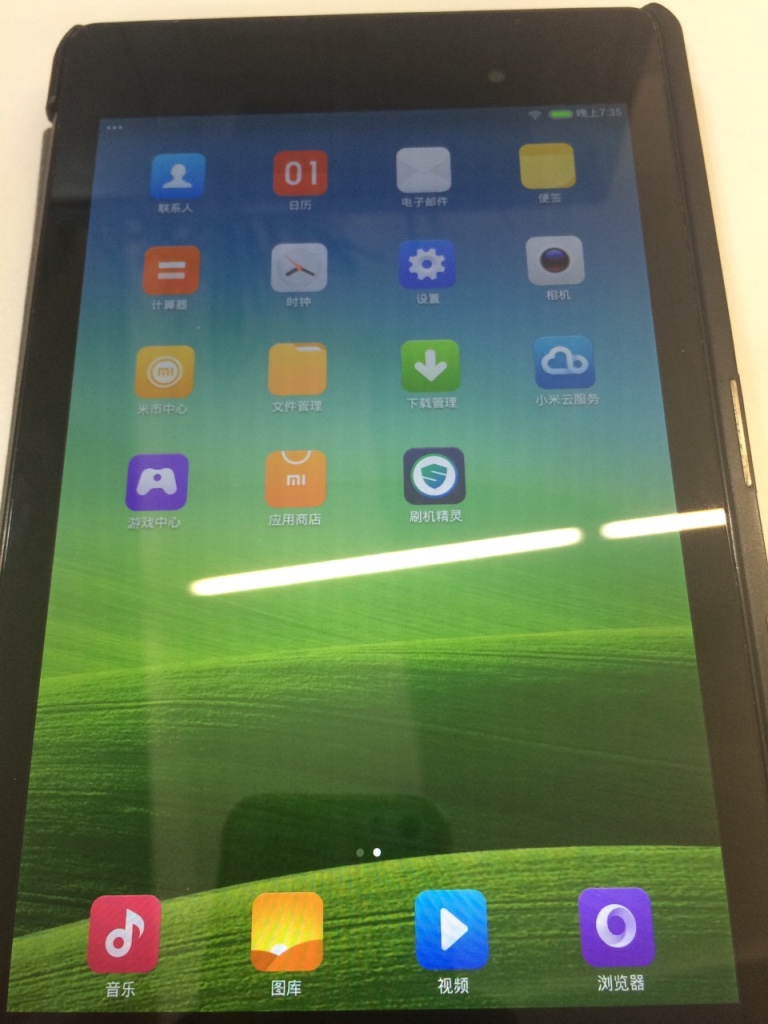 晚上7:35
01
联系人 日历 电子邮件 便签
计算器 时钟 设置 相机
mi
米币中心 文件管理 下载管理 小米云服务
mi
游戏中心 应用商店 刷机精灵
音乐 图库 视频 浏览器